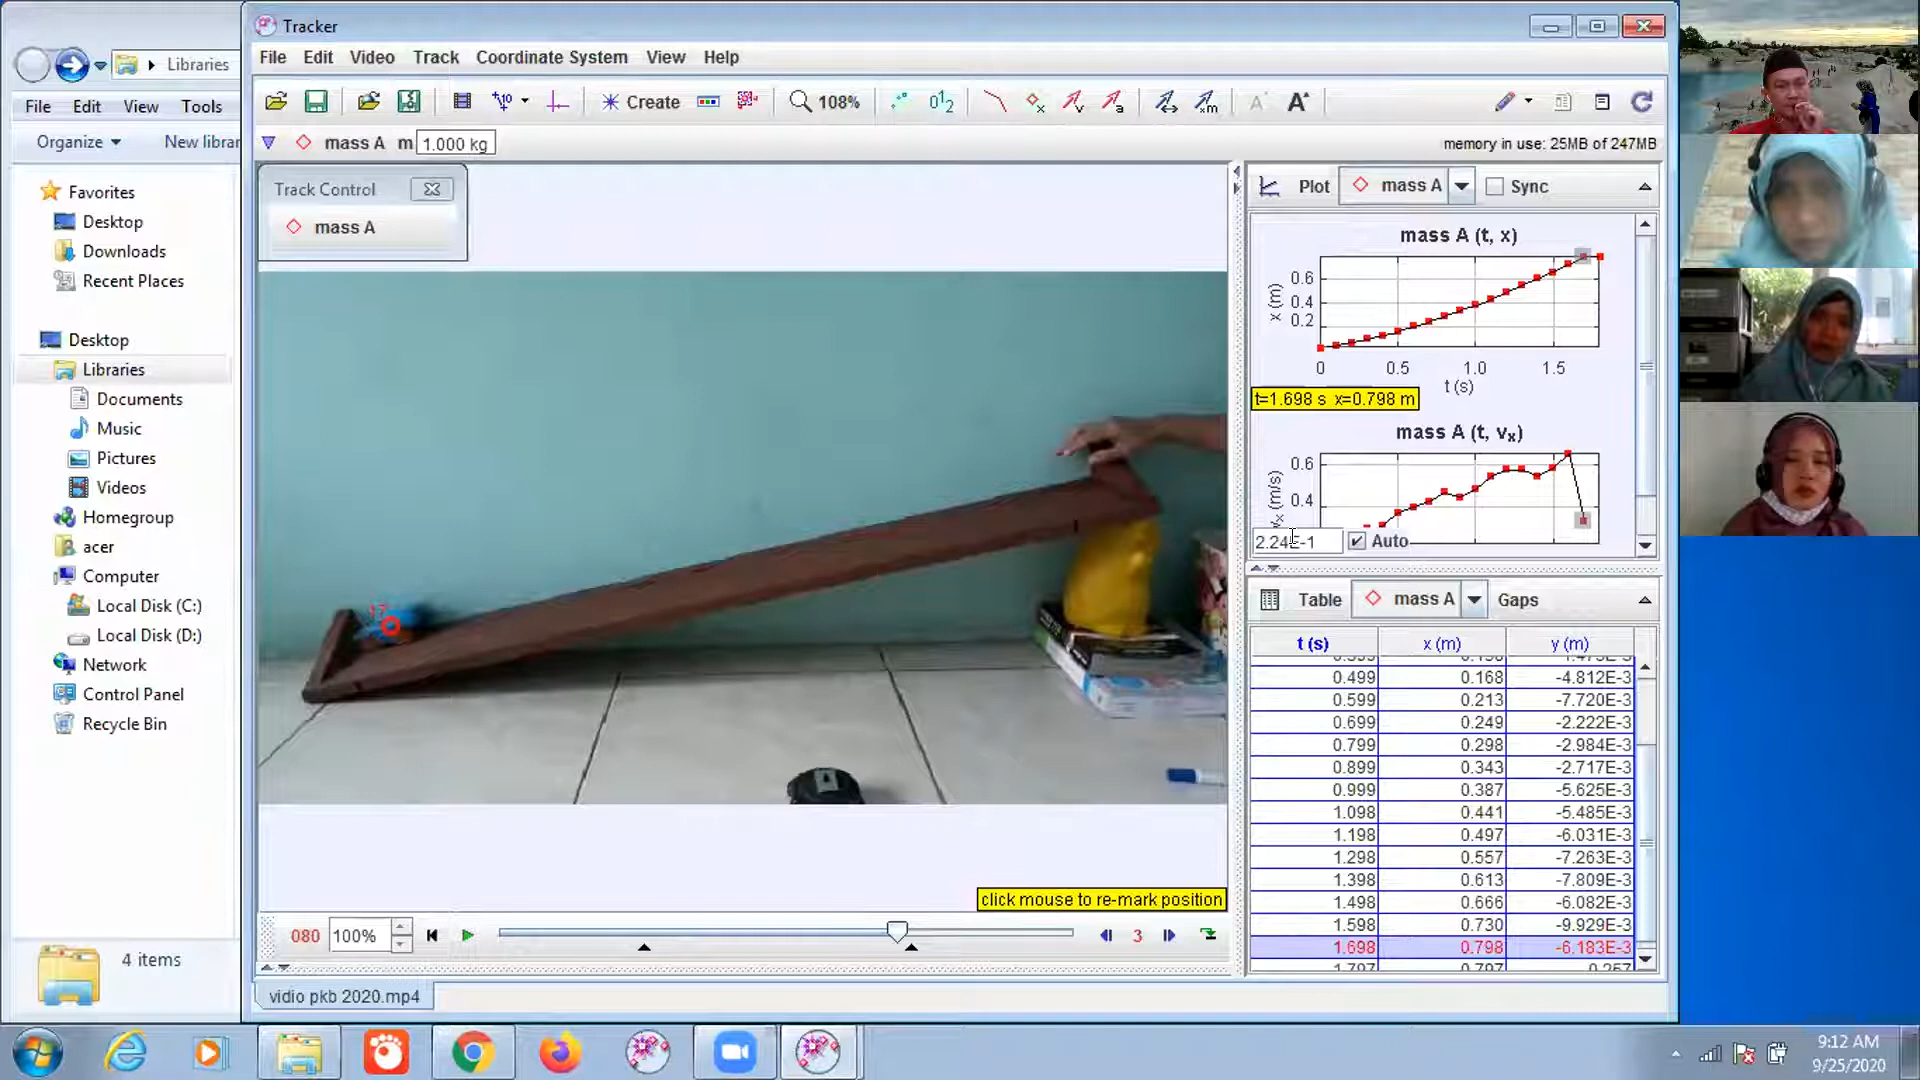 Libraries
File Edit View Tools
Organize New librar
Favorites
Desktop
Downloads
Recent Places
Desktop
Libraries
Documents
Music
Pictures
Videos
Homegroup
acer
Computer
Local Disk (C:)
Local Disk (D:)
Network
Control Panel
Recycle Bin
4 items
Tracker
File Edit Video Track Coordinate System View Help
Create 108%
mass A m 1.000 kg
memory in use: 25MB of 247MB
Track Control
mass A
17
click mouse to re-mark position
080 100% 3
vidio pkb 2020.mp4
Plot mass A Sync
mass A (t, x)
x (m)
0.6
0.4
0.2
0 0.5 1.0 1.5
t (s)
t=1.698 s x=0.798 m
mass A (t, vx)
vx (m/s)
0.6
0.4
2.24E-1 Auto
Table mass A Gaps
t (s) x (m) y (m)
0.499 0.168 -4.812E-3
0.599 0.213 -7.720E-3
0.699 0.249 -2.222E-3
0.799 0.298 -2.984E-3
0.899 0.343 -2.717E-3
0.999 0.387 -5.625E-3
1.098 0.441 -5.485E-3
1.198 0.497 -6.031E-3
1.298 0.557 -7.263E-3
1.398 0.613 -7.809E-3
1.498 0.666 -6.082E-3
1.598 0.730 -9.929E-3
1.698 0.798 -6.183E-3
1.797 0.797 0.257
9:12 AM
9/25/2020